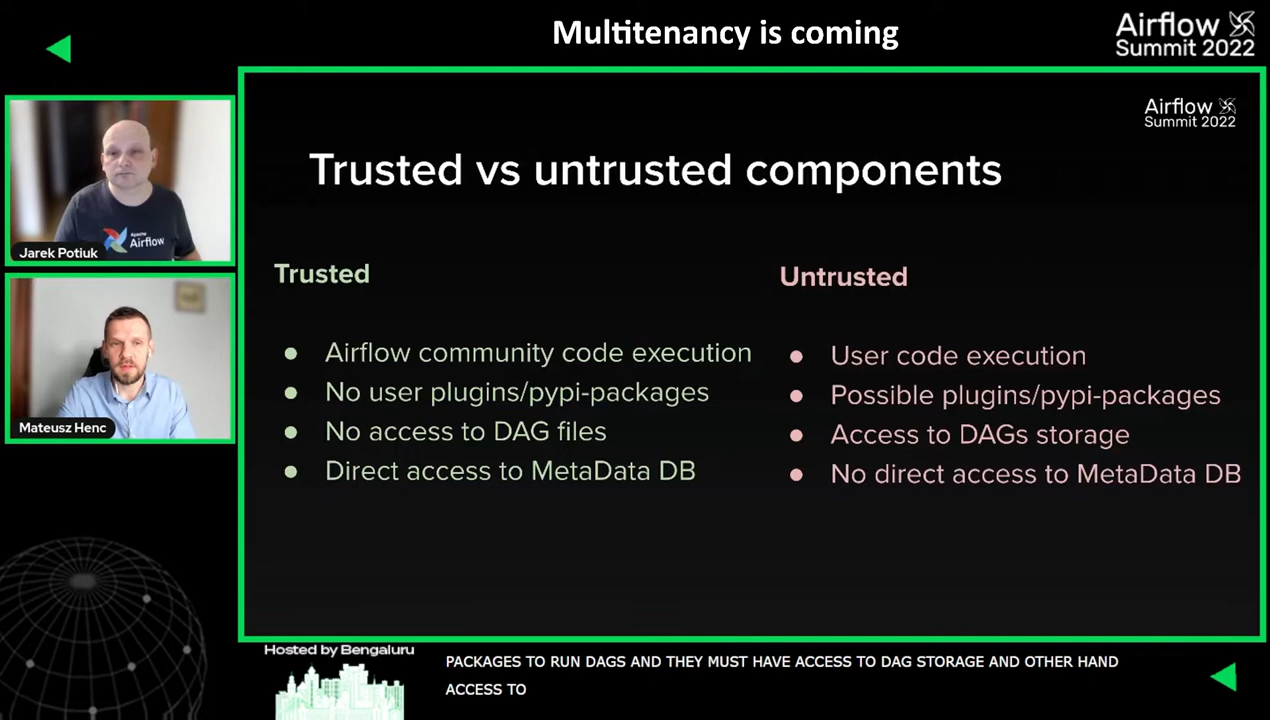 Multitenancy is coming
Airflow
Summit 2022
Airflow
Summit 2022
Trusted vs untrusted components
Trusted
Airflow community code execution
No user plugins/pypi-packages
No access to DAG files
Direct access to MetaData DB
Untrusted
User code execution
Possible plugins/pypi-packages
Access to DAGs storage
No direct access to MetaData DB
Apache
Airflow
Jarek Potiuk
Mateusz Henc
Hosted by Bengaluru
PACKAGES TO RUN DAGS AND THEY MUST HAVE ACCESS TO DAG STORAGE AND OTHER HAND
ACCESS TO